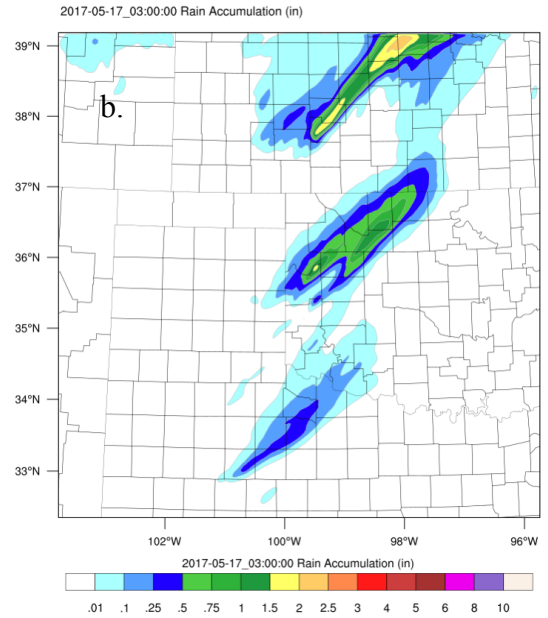 2017-05-17_03:00:00 Rain Accumulation (in)
39°N
b.
38°N
37°N
36°N
35°N
34°N
33°N
102°W 100°W 98°W 96°W
2017-05-17_03:00:00 Rain Accumulation (in)
.01 .1 .25 .5 .75 1 1.5 2 2.5 3 4 5 6 8 10